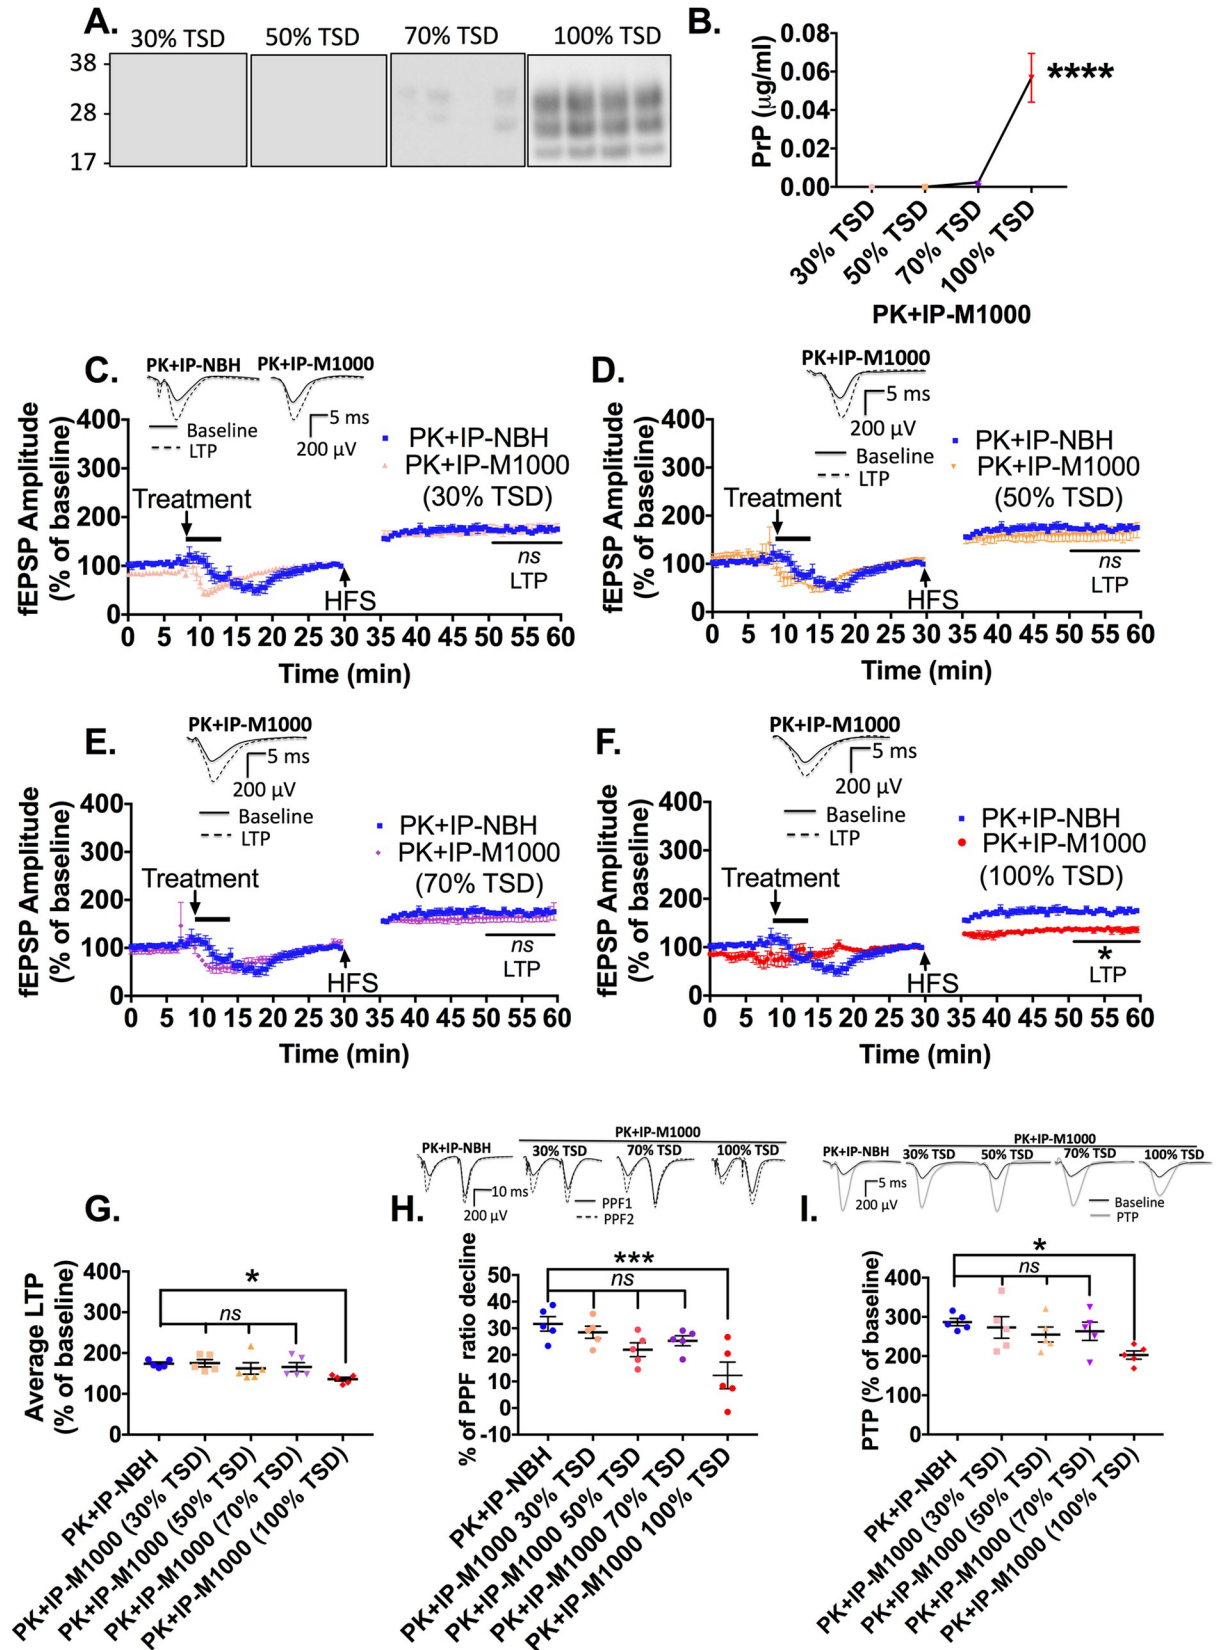 A.
30% TSD 50% TSD 70% TSD 100% TSD
38
28
17
B.
PrP (µg/ml)
0.08
0.06
0.04
0.02
0.00
****
30% TSD
50% TSD
70% TSD
100% TSD
PK+IP-M1000
C.
PK+IP-NBH PK+IP-M1000
5 ms
200 µV
Baseline
LTP
PK+IP-NBH
PK+IP-M1000
(30% TSD)
fEPSP Amplitude
(% of baseline)
400
300
200
100
0
Treatment
HFS
ns
LTP
0 5 10 15 20 25 30 35 40 45 50 55 60
Time (min)
D.
PK+IP-M1000
5 ms
200 µV
Baseline
LTP
PK+IP-NBH
PK+IP-M1000
(50% TSD)
fEPSP Amplitude
(% of baseline)
400
300
200
100
0
Treatment
HFS
ns
LTP
0 5 10 15 20 25 30 35 40 45 50 55 60
Time (min)
E.
PK+IP-M1000
5 ms
200 µV
Baseline
LTP
PK+IP-NBH
PK+IP-M1000
(70% TSD)
fEPSP Amplitude
(% of baseline)
400
300
200
100
0
Treatment
HFS
ns
LTP
0 5 10 15 20 25 30 35 40 45 50 55 60
Time (min)
F.
PK+IP-M1000
5 ms
200 µV
Baseline
LTP
PK+IP-NBH
PK+IP-M1000
(100% TSD)
fEPSP Amplitude
(% of baseline)
400
300
200
100
0
Treatment
HFS
*
LTP
0 5 10 15 20 25 30 35 40 45 50 55 60
Time (min)
G.
Average LTP
(% of baseline)
400
300
200
100
0
*
ns
PK+IP-NBH
PK+IP-M1000 (30% TSD)
PK+IP-M1000 (50% TSD)
PK+IP-M1000 (70% TSD)
PK+IP-M1000 (100% TSD)
H.
PK+IP-M1000
PK+IP-NBH 30% TSD 70% TSD 100% TSD
10 ms
200 µV
PPF1
PPF2
% of PPF ratio decline
50
40
30
20
10
0
-10
***
ns
PK+IP-NBH
PK+IP-M1000 30% TSD
PK+IP-M1000 50% TSD
PK+IP-M1000 70% TSD
PK+IP-M1000 100% TSD
I.
PK+IP-M1000
PK+IP-NBH 30% TSD 50% TSD 70% TSD 100% TSD
5 ms
200 µV
Baseline
PTP
PTP (% of baseline)
400
300
200
100
0
*
ns
PK+IP-NBH
PK+IP-M1000 (30% TSD)
PK+IP-M1000 (50% TSD)
PK+IP-M1000 (70% TSD)
PK+IP-M1000 (100% TSD)